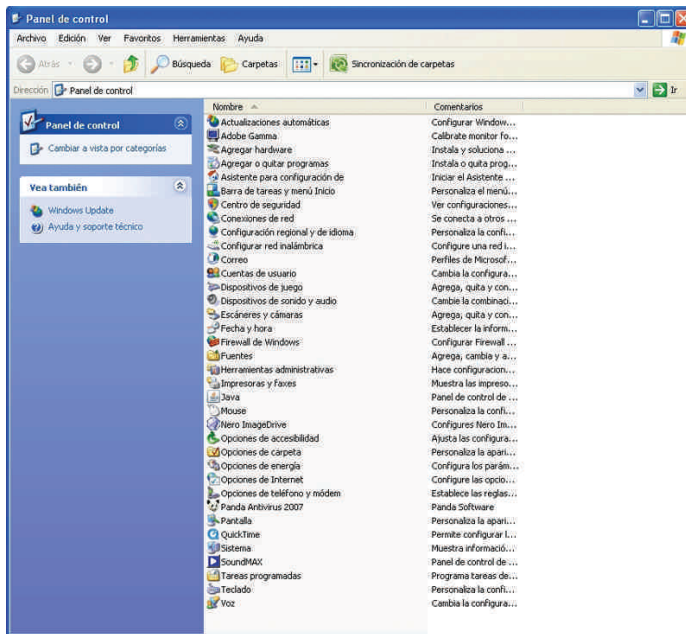 Panel de control
Archivo Edición Ver Favoritos Herramientas Ayuda
Atrás Búsqueda Carpetas Sincronización de carpetas
Dirección Panel de control Ir
Panel de control
Cambiar a vista por categorías
Vea también
Windows Update
Ayuda y soporte técnico
Nombre Comentarios
Actualizaciones automáticas Configurar Window...
Adobe Gamma Calibrate monitor fo...
Agregar hardware Instala y soluciona ...
Agregar o quitar programas Instala o quita prog...
Asistente para configuración de Iniciar el Asistente ...
Barra de tareas y menú Inicio Personaliza el menú...
Centro de seguridad Ver configuraciones...
Conexiones de red Se conecta a otros ...
Configuración regional y de idioma Personaliza la confi...
Configurar red inalámbrica Configure una red i...
Correo Perfiles de Microsof...
Cuentas de usuario Cambia la configura...
Dispositivos de juego Agrega, quita y con...
Dispositivos de sonido y audio Cambie la combinaci...
Escáneres y cámaras Agrega, quita y con...
Fecha y hora Establecer la inform...
Firewall de Windows Configurar Firewall ...
Fuentes Agrega, cambia y a...
Herramientas administrativas Hace configuracion...
Impresoras y faxes Muestra las impreso...
Java Panel de control de ...
Mouse Personaliza la confi...
Nero ImageDrive Configures Nero Im...
Opciones de accesibilidad Ajusta las configura...
Opciones de carpeta Personaliza la apari...
Opciones de energía Configura los parám...
Opciones de Internet Configure las opcio...
Opciones de teléfono y módem Establece las reglas...
Panda Antivirus 2007 Panda Software
Pantalla Personaliza la apari...
QuickTime Permite configurar l...
Sistema Muestra informació...
SoundMAX Panel de control de ...
Tareas programadas Programa tareas de...
Teclado Personaliza la confi...
Voz Cambia la configura...